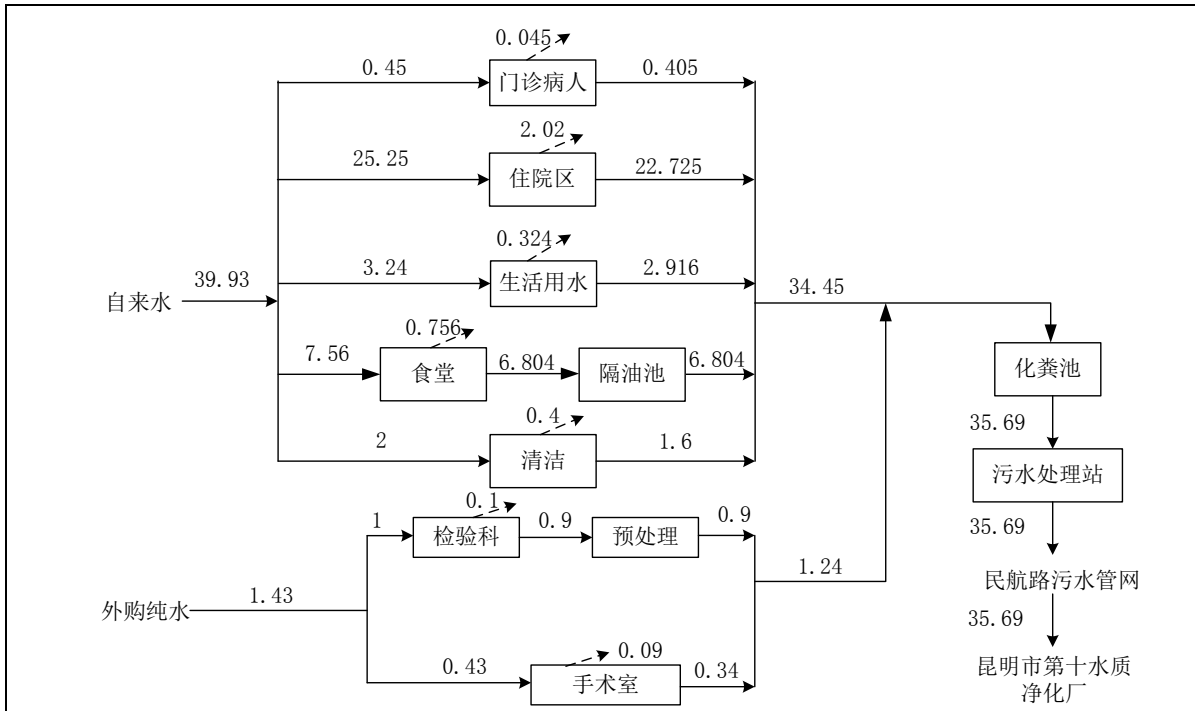 0.045
0.45
门诊病人
0.405
2.02
25.25
住院区
22.725
0.324
3.24
生活用水
2.916
自来水
39.93
34.45
0.756
7.56
食堂
6.804
隔油池
6.804
化粪池
0.4
2
清洁
1.6
35.69
污水处理站
0.1
1
检验科
0.9
预处理
0.9
35.69
外购纯水
1.43
1.24
民航路污水管网
35.69
0.43
0.09
手术室
0.34
昆明市第十水质
净化厂